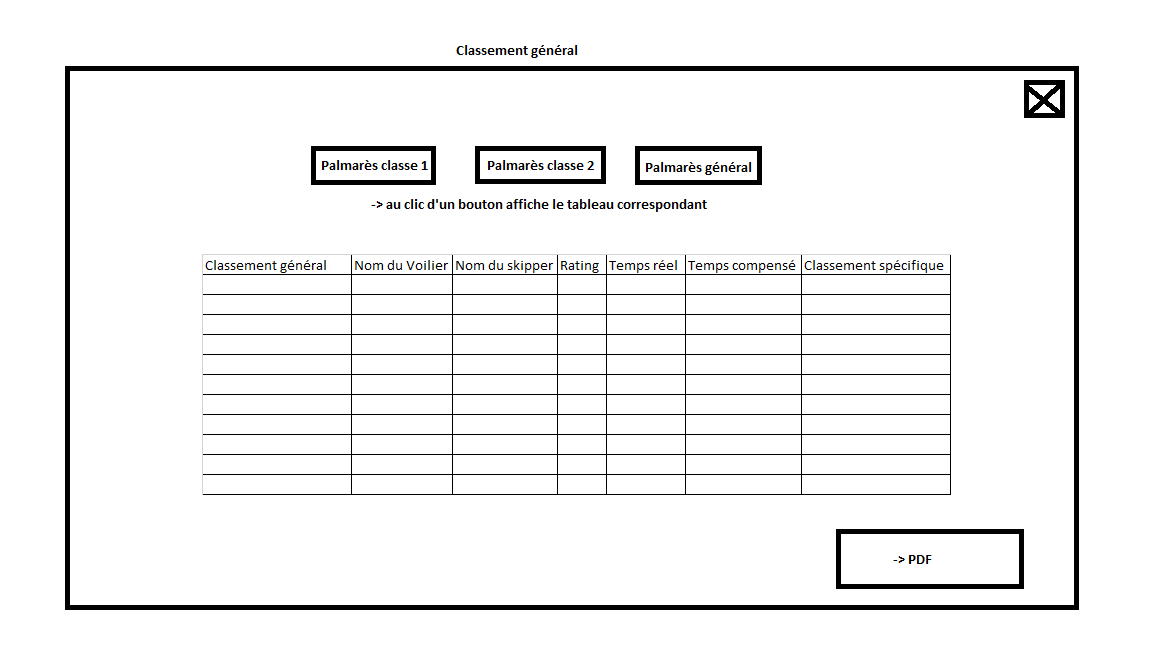 Classement général
Palmarès classe 1
Palmarès classe 2
Palmarès général
-> au clic d'un bouton affiche le tableau correspondant
Classement général Nom du Voilier Nom du skipper Rating Temps réel Temps compensé Classement spécifique
-> PDF